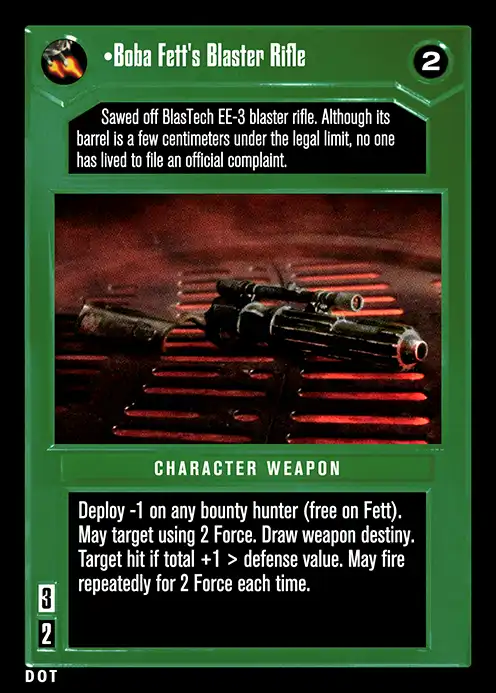 •Boba Fett's Blaster Rifle
2
Sawed off BlasTech EE-3 blaster rifle. Although its
barrel is a few centimeters under the legal limit, no one
has lived to file an official complaint.
CHARACTER WEAPON
Deploy -1 on any bounty hunter (free on Fett).
May target using 2 Force. Draw weapon destiny.
Target hit if total +1 > defense value. May fire
repeatedly for 2 Force each time.
3
2
DOT